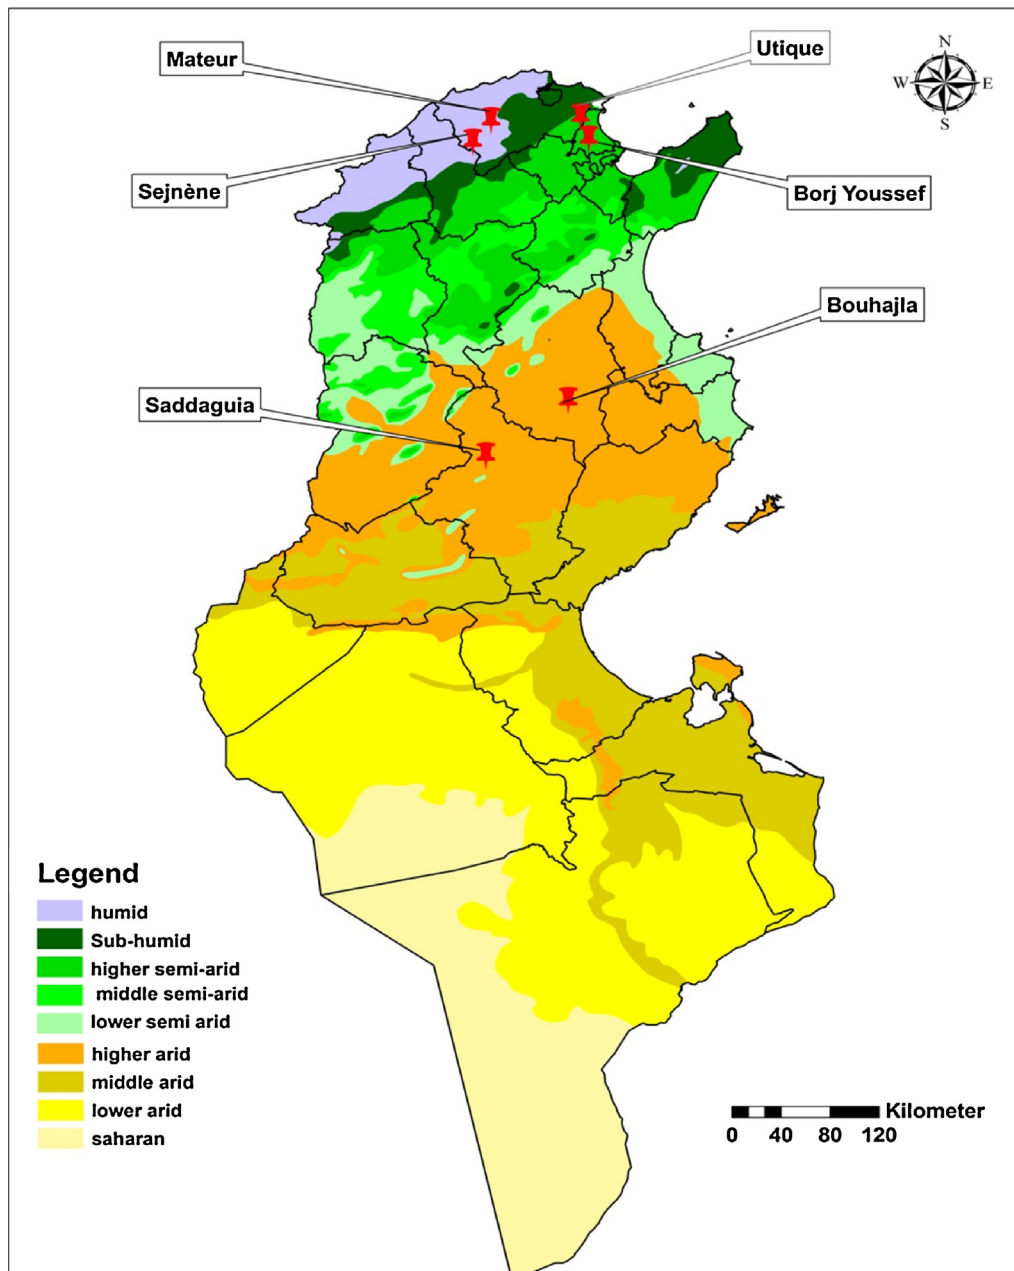 Mateur
Utique
N
W E
S
Sejnène
Borj Youssef
Bouhajla
Saddaguia
Legend
humid
Sub-humid
higher semi-arid
middle semi-arid
lower semi arid
higher arid
middle arid
lower arid
saharan
Kilometer
0 40 80 120